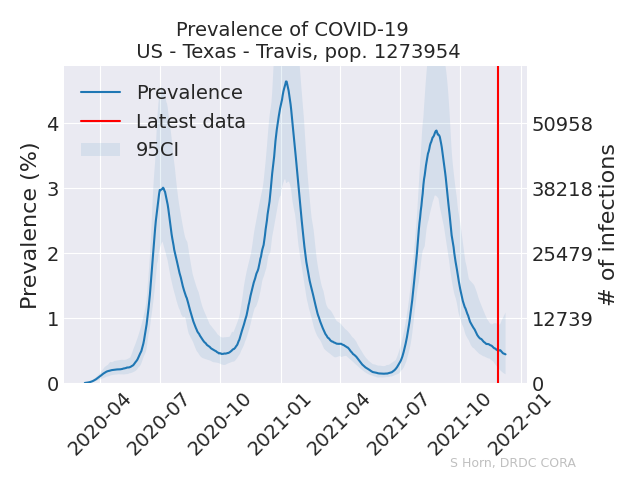 Prevalence of COVID-19
US - Texas - Travis, pop. 1273954
Prevalence
Latest data
95CI
Prevalence (%)
4
3
2
1
0
50958
38218
25479
12739
0
# of infections
2020-04
2020-07
2020-10
2021-01
2021-04
2021-07
2021-10
2022-01
S Horn, DRDC CORA